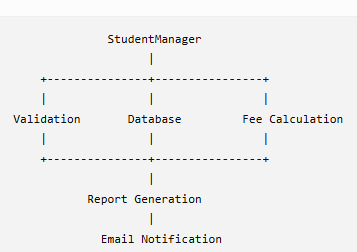 StudentManager
|
+---------------+----------------+
| | |
Validation Database Fee Calculation
| | |
+---------------+----------------+
|
Report Generation
|
Email Notification